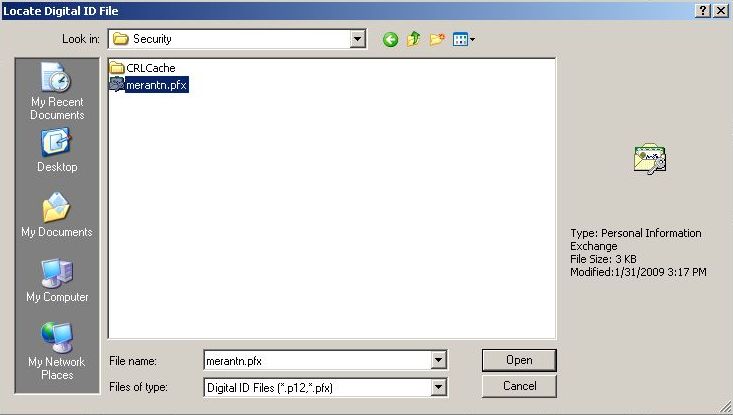 Locate Digital ID File
Look in:
Security
My Recent
Documents
Desktop
My Documents
My Computer
My Network
Places
CRLCache
merantn.pfx
Type: Personal Information
Exchange
File Size: 3 KB
Modified:1/31/2009 3:17 PM
File name:
merantn.pfx
Open
Files of type:
Digital ID Files (*.p12,*.pfx)
Cancel